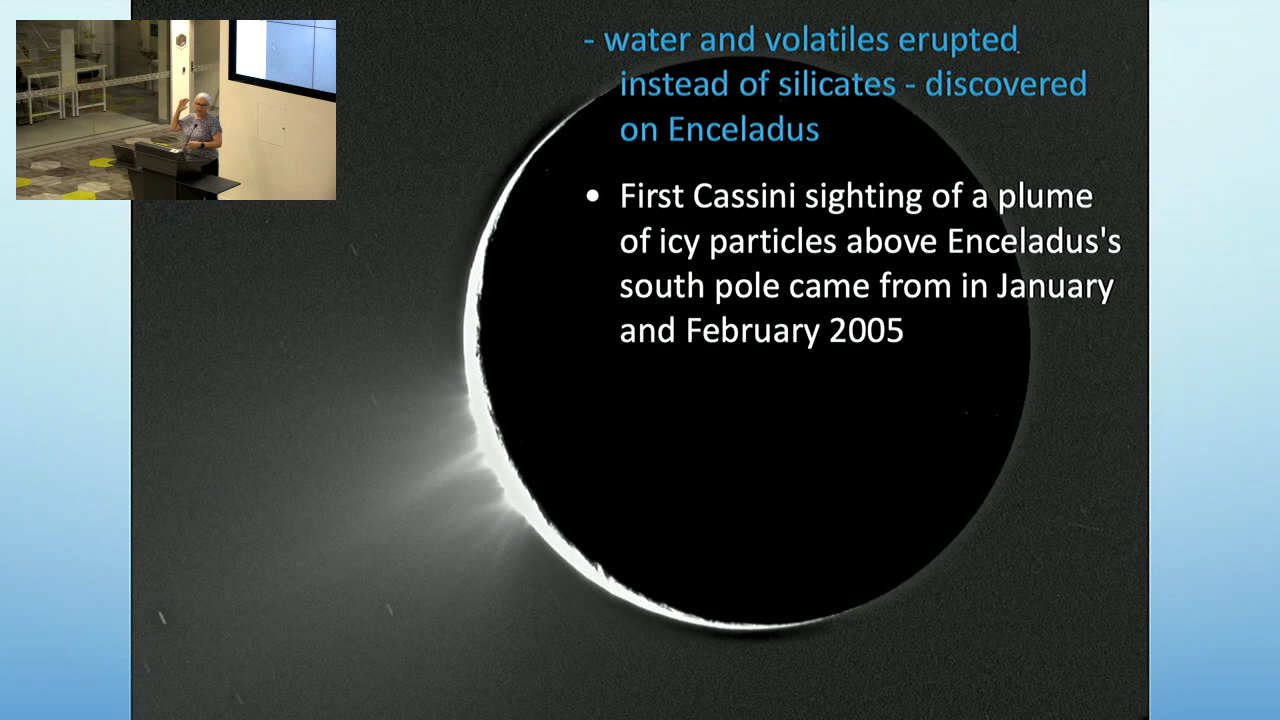 - water and volatiles erupted
instead of silicates - discovered
on Enceladus
• First Cassini sighting of a plume
of icy particles above Enceladus's
south pole came from in January
and February 2005